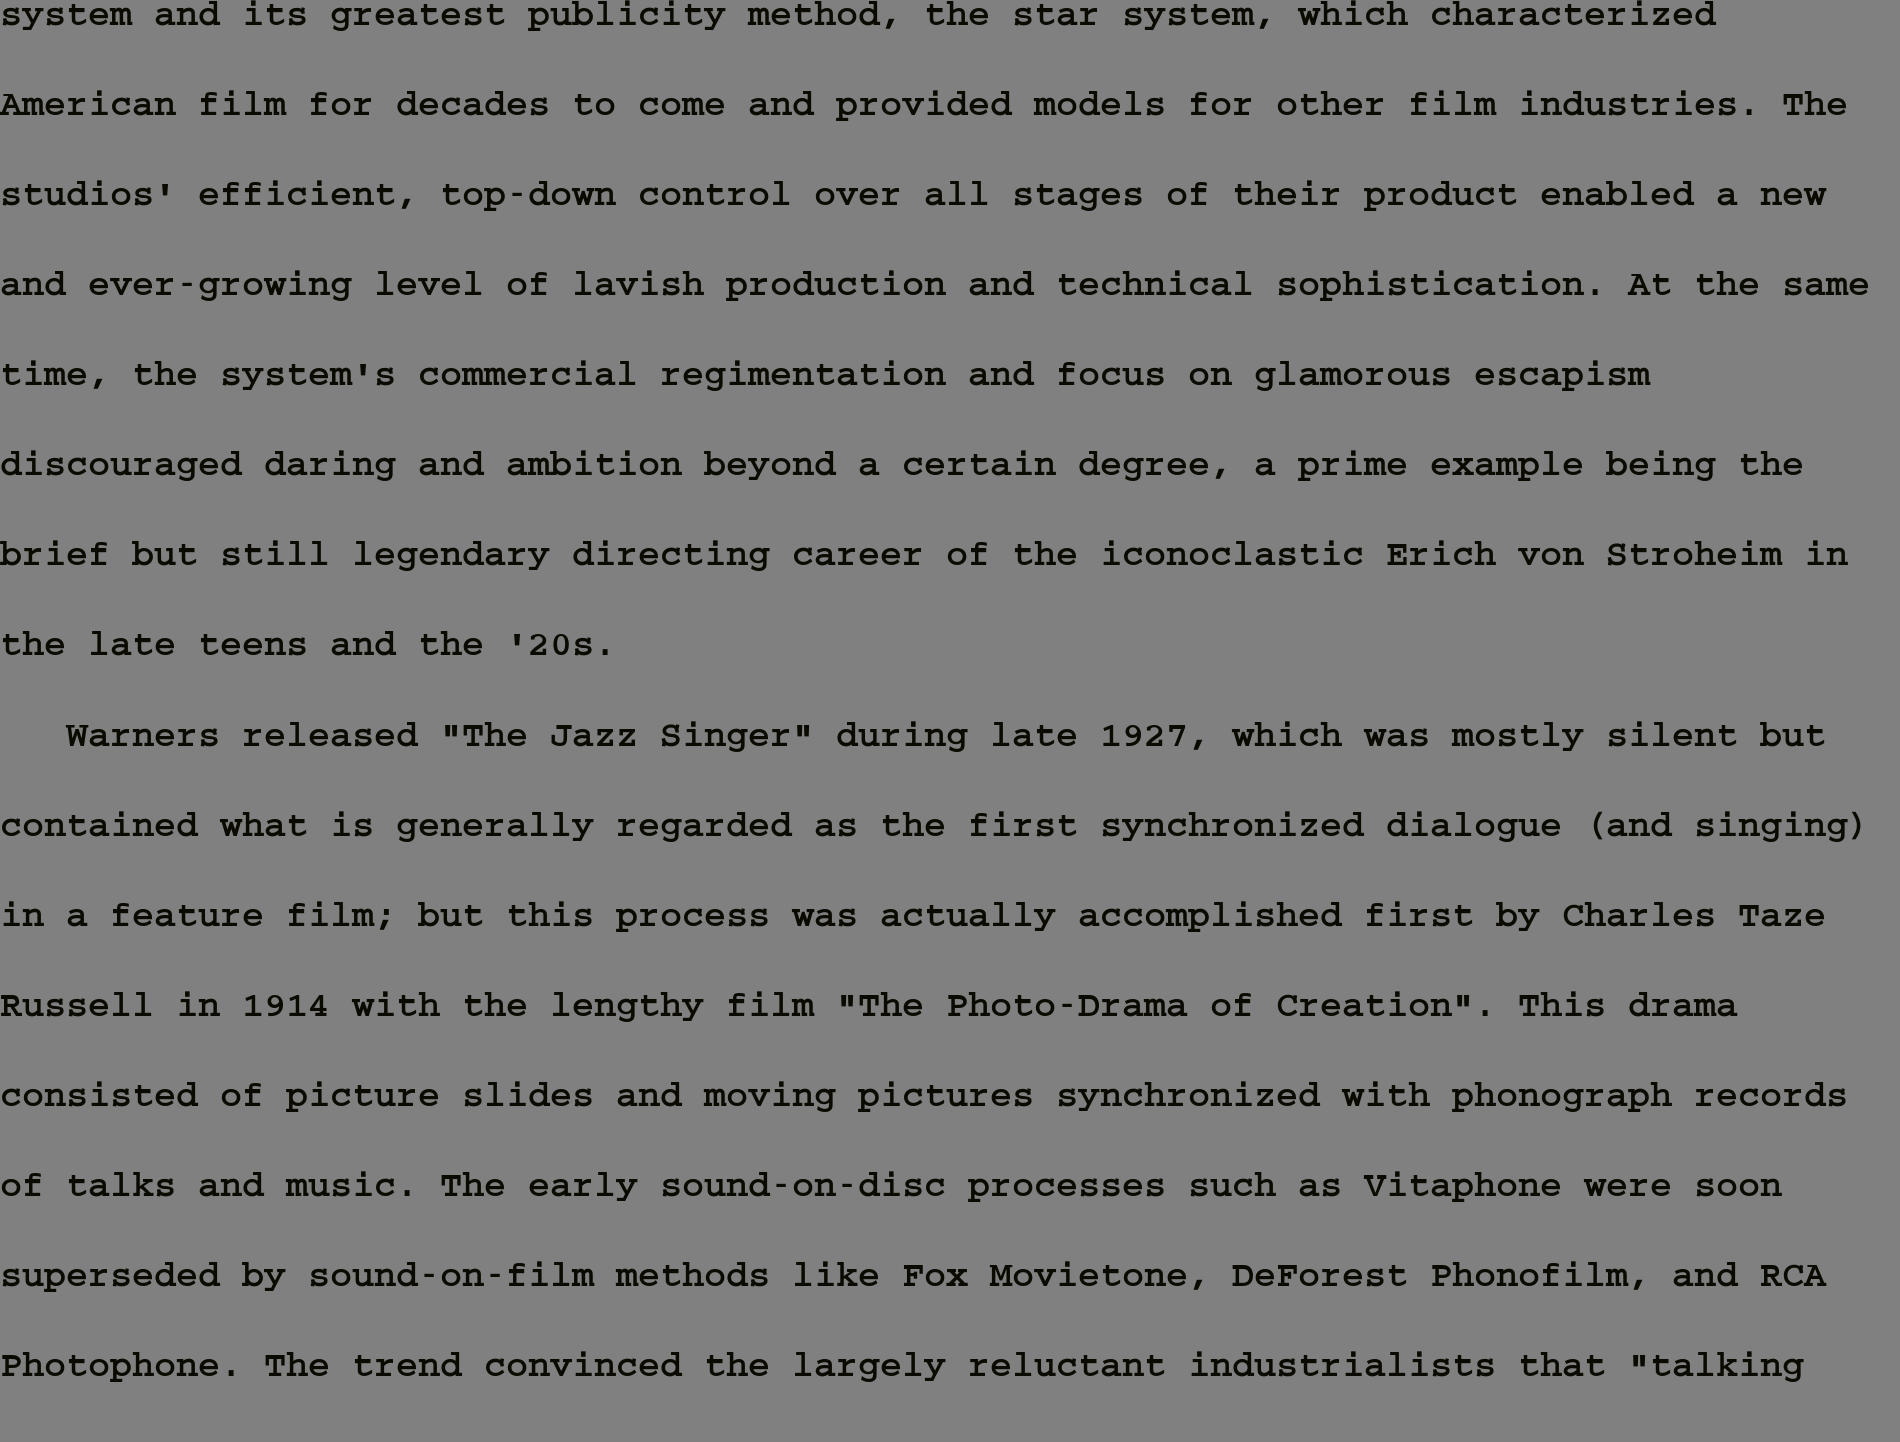 system and its greatest publicity method, the star system, which characterized
American film for decades to come and provided models for other film industries. The
studios' efficient, top-down control over all stages of their product enabled a new
and ever-growing level of lavish production and technical sophistication. At the same
time, the system's commercial regimentation and focus on glamorous escapism
discouraged daring and ambition beyond a certain degree, a prime example being the
brief but still legendary directing career of the iconoclastic Erich von Stroheim in
the late teens and the '20s.
Warners released "The Jazz Singer" during late 1927, which was mostly silent but
contained what is generally regarded as the first synchronized dialogue (and singing)
in a feature film; but this process was actually accomplished first by Charles Taze
Russell in 1914 with the lengthy film "The Photo-Drama of Creation". This drama
consisted of picture slides and moving pictures synchronized with phonograph records
of talks and music. The early sound-on-disc processes such as Vitaphone were soon
superseded by sound-on-film methods like Fox Movietone, DeForest Phonofilm, and RCA
Photophone. The trend convinced the largely reluctant industrialists that "talking